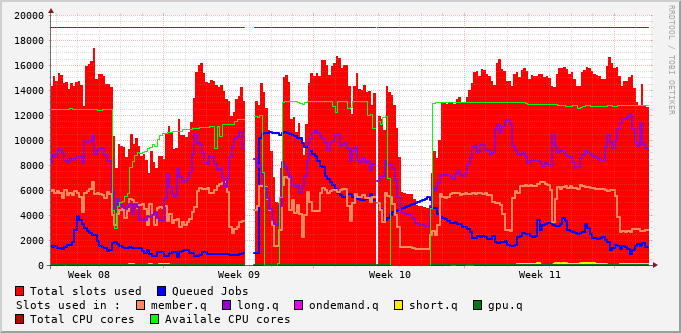 20000
18000
16000
14000
12000
10000
8000
6000
4000
2000
0
Week 08 Week 09 Week 10 Week 11
Total slots used Queued Jobs
Slots used in : member.q long.q ondemand.q short.q gpu.q
Total CPU cores Availale CPU cores
RRDTOOL / TOBI OETIKER